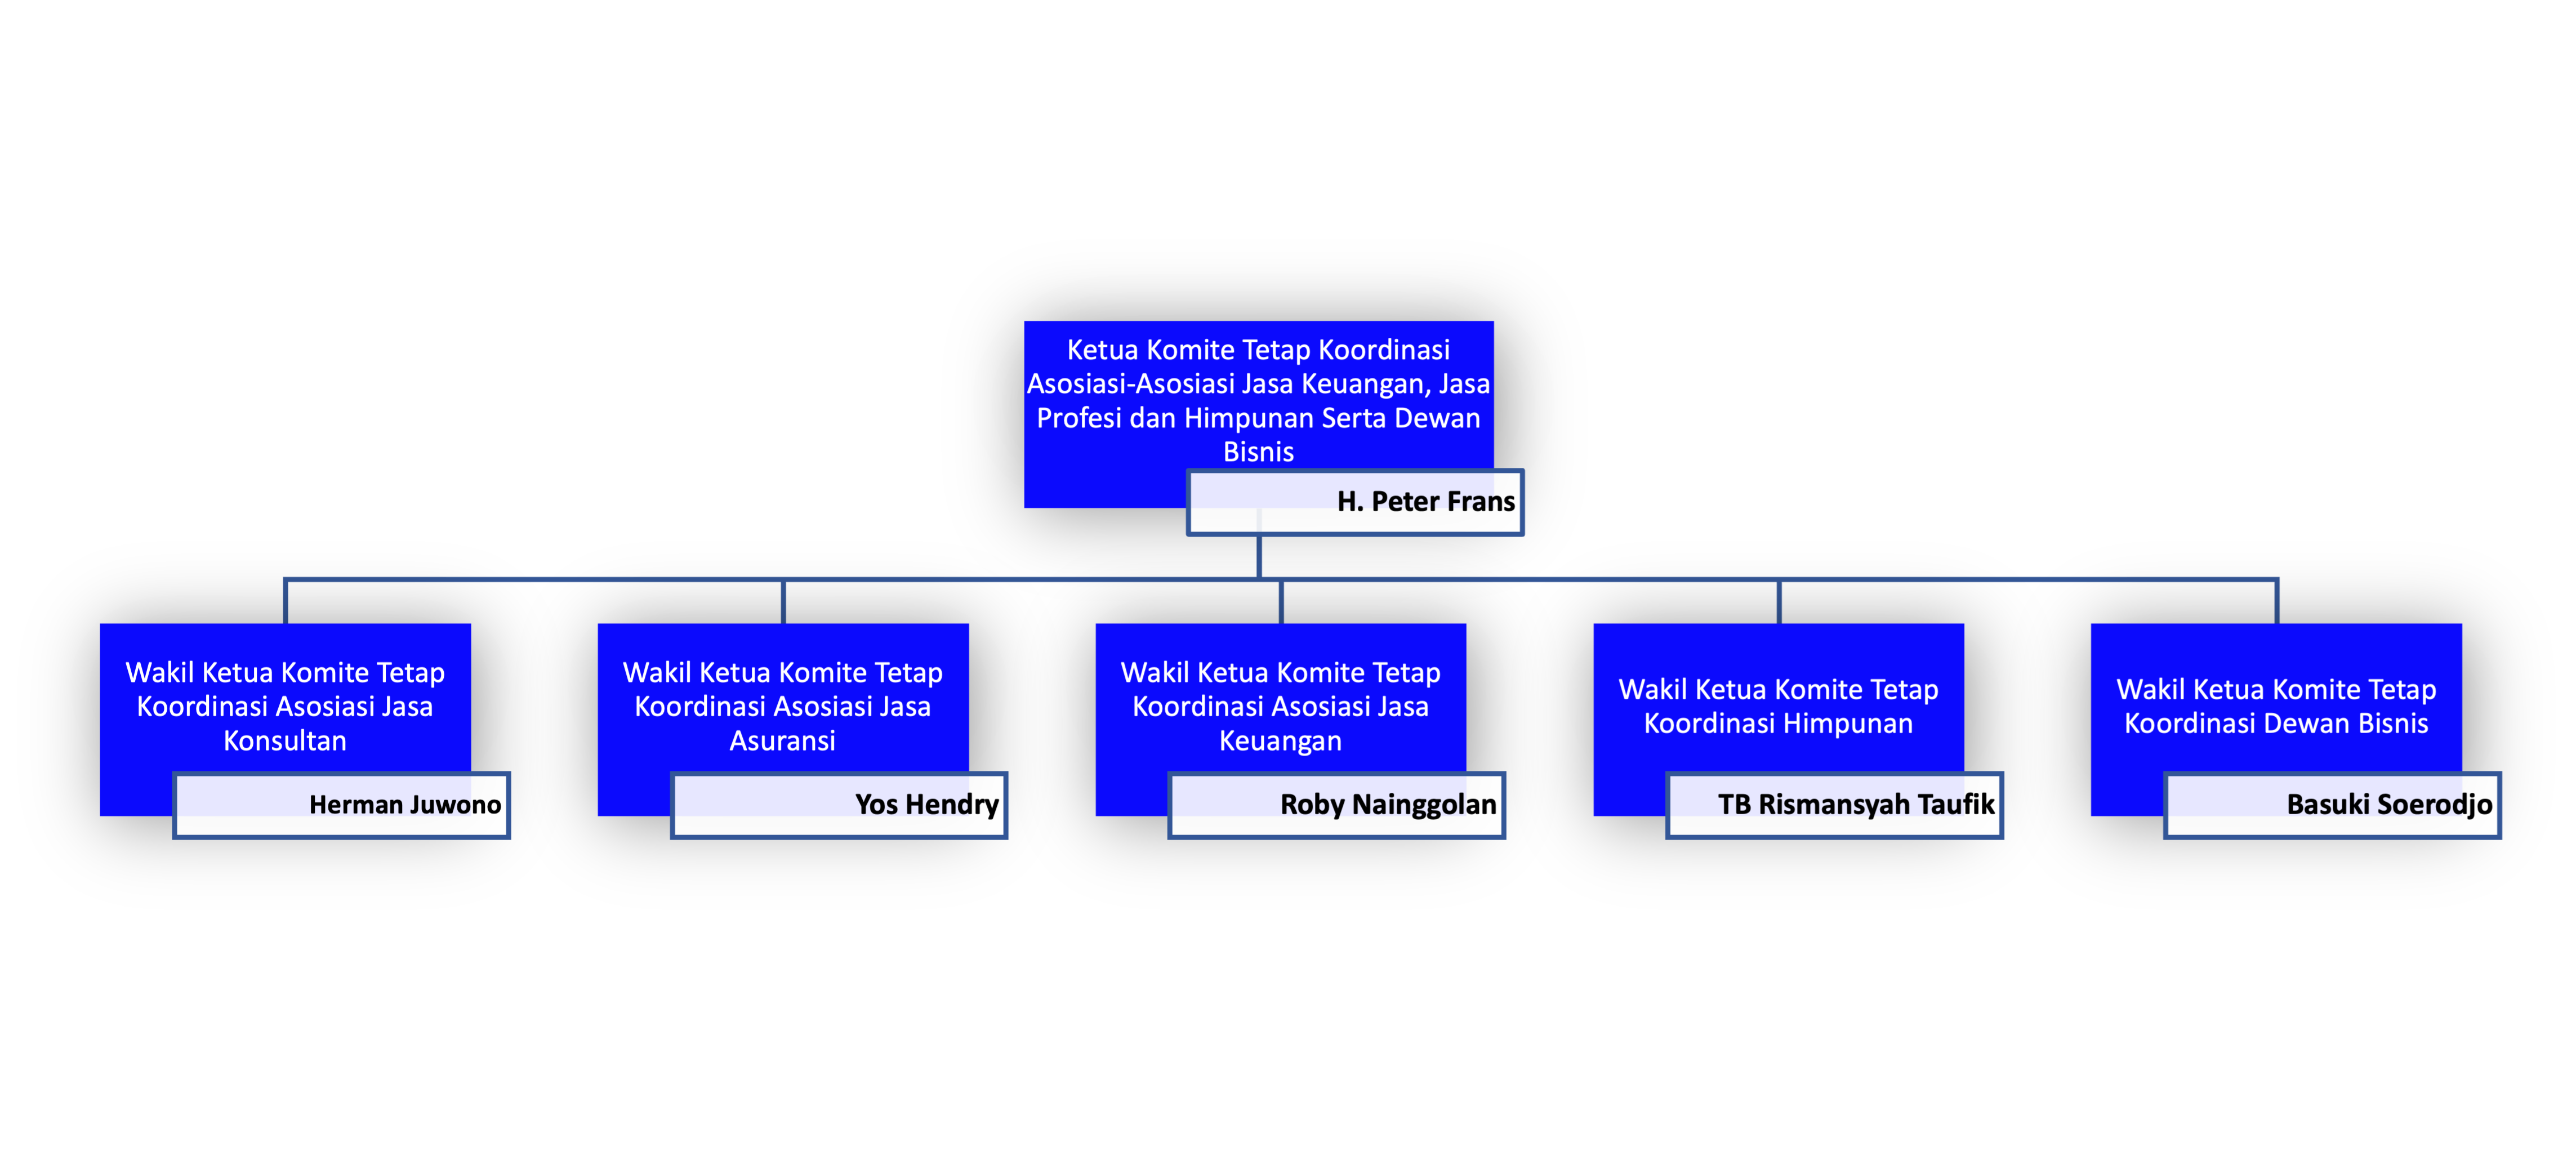 Ketua Komite Tetap Koordinasi
Asosiasi-Asosiasi Jasa Keuangan, Jasa
Profesi dan Himpunan Serta Dewan
Bisnis
H. Peter Frans
Wakil Ketua Komite Tetap
Koordinasi Asosiasi Jasa
Konsultan
Herman Juwono
Wakil Ketua Komite Tetap
Koordinasi Asosiasi Jasa
Asuransi
Yos Hendry
Wakil Ketua Komite Tetap
Koordinasi Asosiasi Jasa
Keuangan
Roby Nainggolan
Wakil Ketua Komite Tetap
Koordinasi Himpunan
TB Rismansyah Taufik
Wakil Ketua Komite Tetap
Koordinasi Dewan Bisnis
Basuki Soerodjo